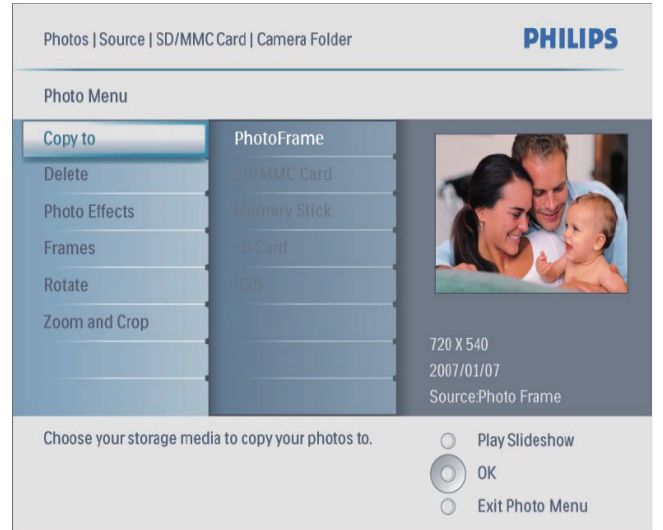 Photos | Source | SD/MMC Card | Camera Folder
PHILIPS
Photo Menu
Copy to
Delete
Photo Effects
Frames
Rotate
Zoom and Crop
PhotoFrame
SD/MMC Card
Memory Stick
xD Card
USB
720 X 540
2007/01/07
Source:Photo Frame
Choose your storage media to copy your photos to.
Play Slideshow
OK
Exit Photo Menu